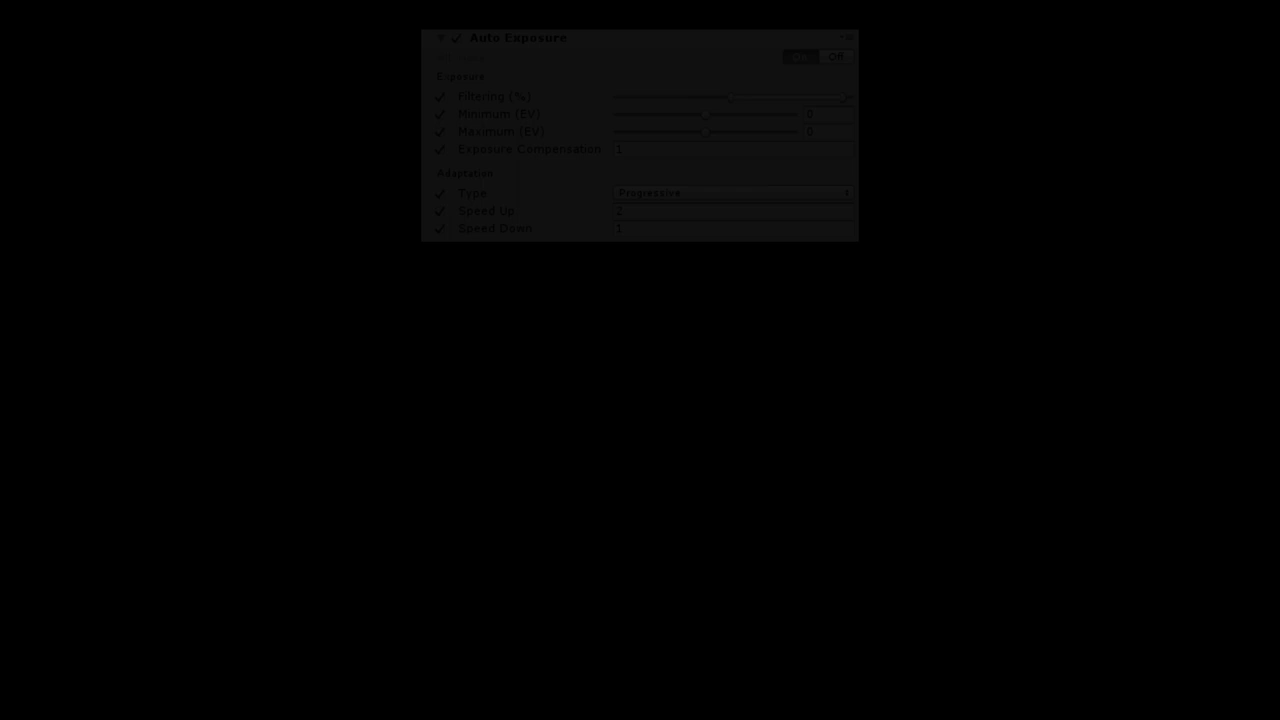 Auto Exposure
On Off
Exposure
Filtering (%)
Minimum (EV) 0
Maximum (EV) 0
Exposure Compensation 1
Adaptation
Type Progressive
Speed Up 2
Speed Down 1